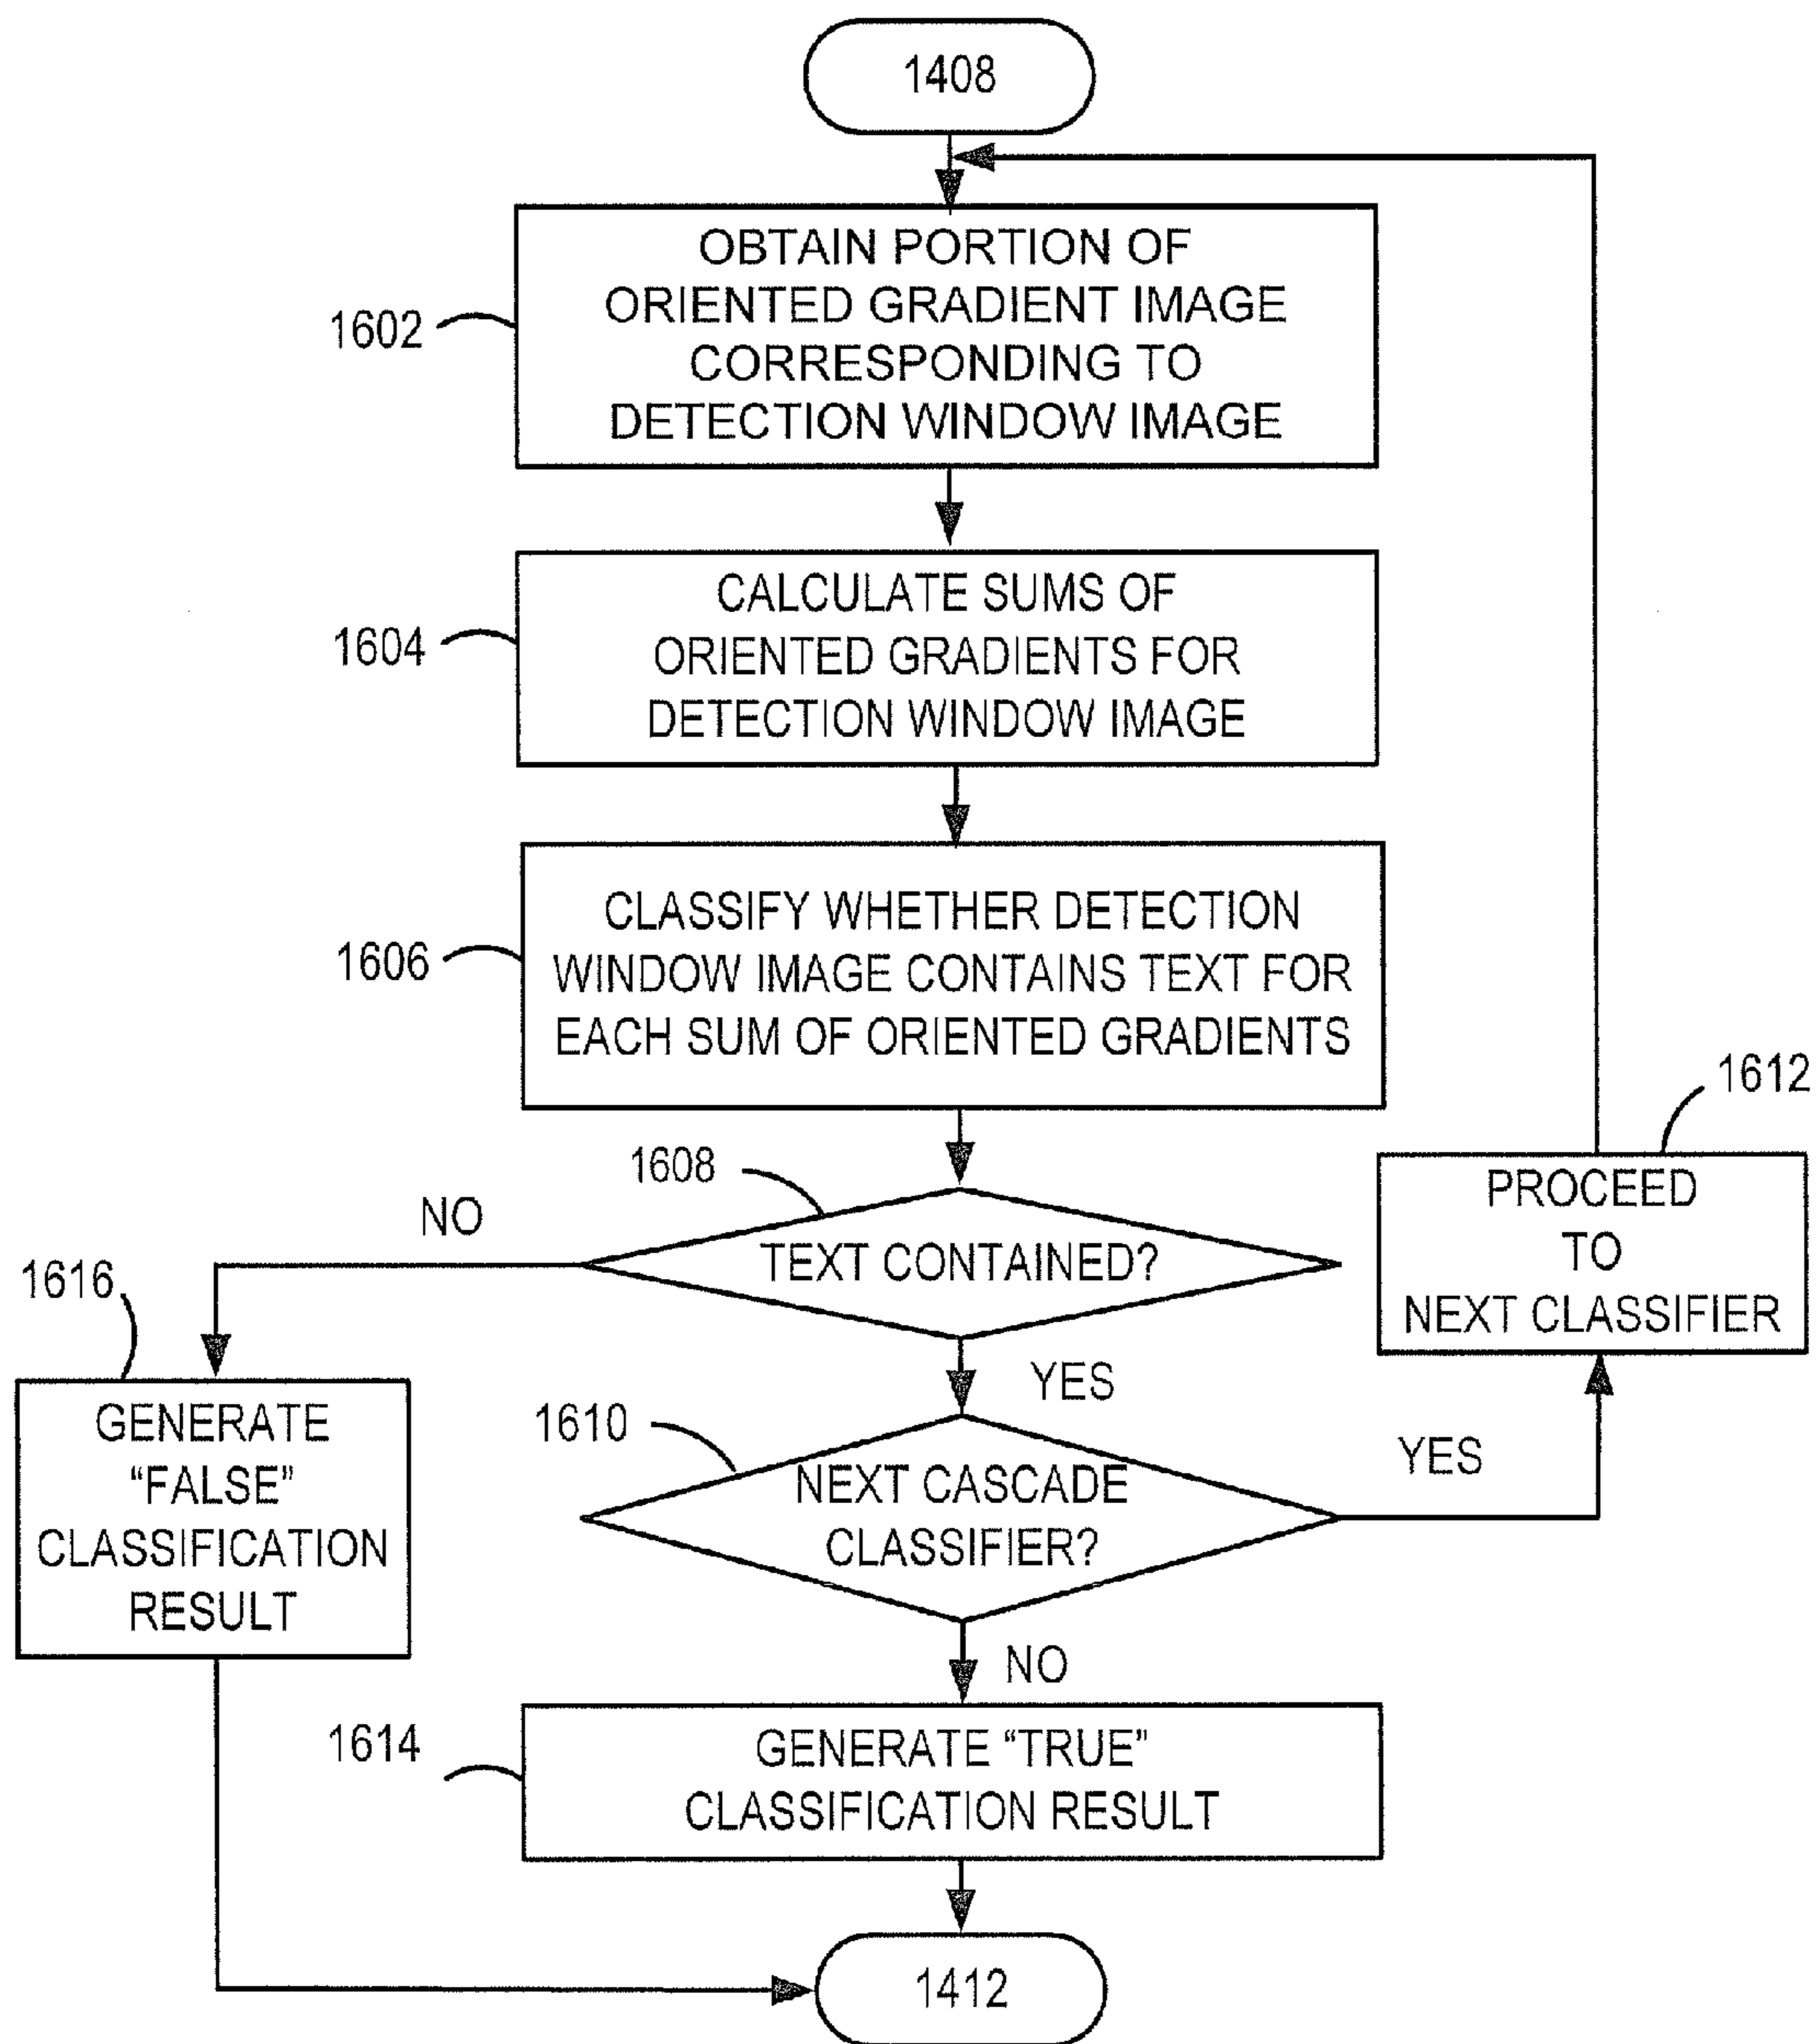 1408
1602
OBTAIN PORTION OF
ORIENTED GRADIENT IMAGE
CORRESPONDING TO
DETECTION WINDOW IMAGE
1604
CALCULATE SUMS OF
ORIENTED GRADIENTS FOR
DETECTION WINDOW IMAGE
1606
CLASSIFY WHETHER DETECTION
WINDOW IMAGE CONTAINS TEXT FOR
EACH SUM OF ORIENTED GRADIENTS
1608
TEXT CONTAINED?
NO
YES
1616
GENERATE
“FALSE”
CLASSIFICATION
RESULT
1610
NEXT CASCADE
CLASSIFIER?
YES
1612
PROCEED
TO
NEXT CLASSIFIER
NO
1614
GENERATE “TRUE”
CLASSIFICATION RESULT
1412